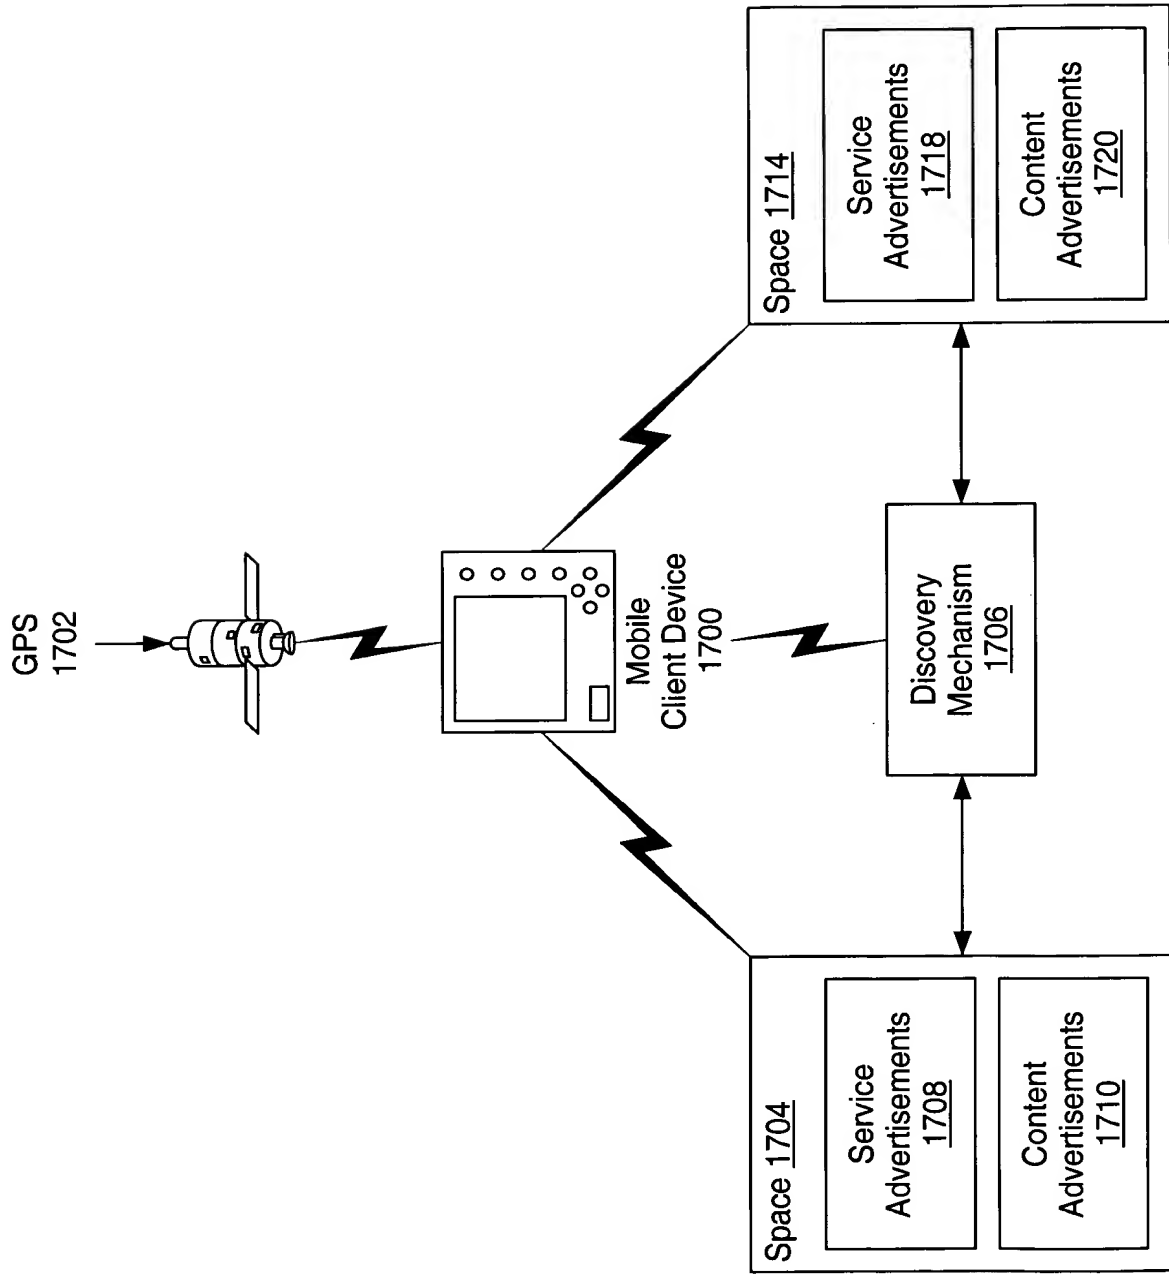 GPS
1702
Mobile
Client Device
1700
Discovery
Mechanism
1706
Space 1704
Service
Advertisements
1708
Content
Advertisements
1710
Space 1714
Service
Advertisements
1718
Content
Advertisements
1720